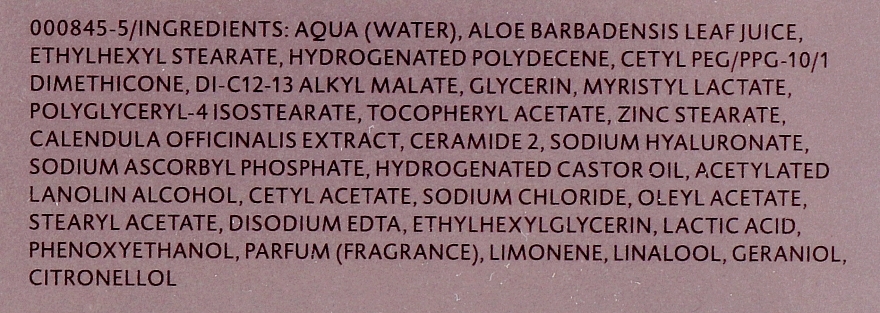 000845-5/INGREDIENTS: AQUA (WATER), ALOE BARBADENSIS LEAF JUICE,
ETHYLHEXYL STEARATE, HYDROGENATED POLYDECENE, CETYL PEG/PPG-10/1
DIMETHICONE, DI-C12-13 ALKYL MALATE, GLYCERIN, MYRISTYL LACTATE,
POLYGLYCERYL-4 ISOSTEARATE, TOCOPHERYL ACETATE, ZINC STEARATE,
CALENDULA OFFICINALIS EXTRACT, CERAMIDE 2, SODIUM HYALURONATE,
SODIUM ASCORBYL PHOSPHATE, HYDROGENATED CASTOR OIL, ACETYLATED
LANOLIN ALCOHOL, CETYL ACETATE, SODIUM CHLORIDE, OLEYL ACETATE,
STEARYL ACETATE, DISODIUM EDTA, ETHYLHEXYLGLYCERIN, LACTIC ACID,
PHENOXYETHANOL, PARFUM (FRAGRANCE), LIMONENE, LINALOOL, GERANIOL,
CITRONELLOL